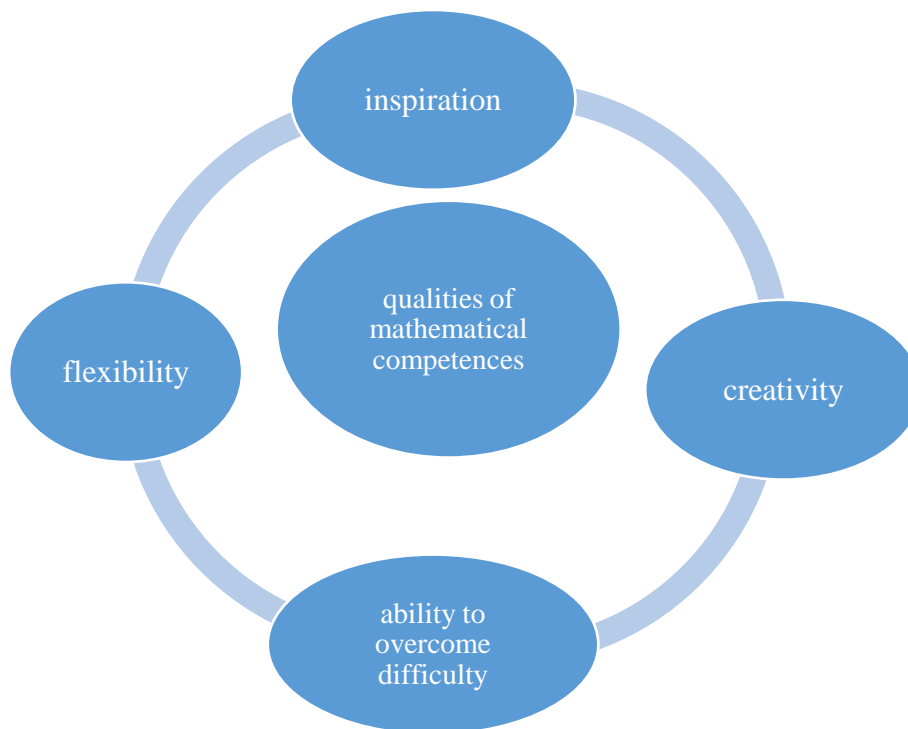 inspiration
qualities of
mathematical
competences
flexibility
creativity
ability to
overcome
difficulty